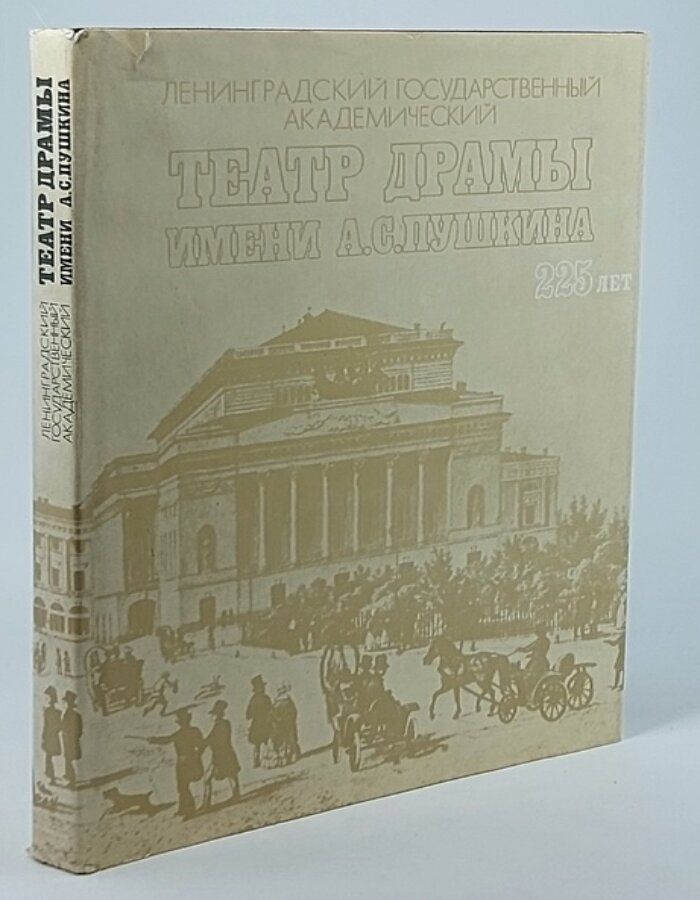 ЛЕНИНГРАДСКИЙ ГОСУДАРСТВЕННЫЙ
АКАДЕМИЧЕСКИЙ
ТЕАТР ДРАМЫ
ИМЕНИ А.С.ПУШКИНА
225 ЛЕТ
ЛЕНИНГРАДСКИЙ
ГОСУДАРСТВЕННЫЙ
АКАДЕМИЧЕСКИЙ
ТЕАТР ДРАМЫ
ИМЕНИ А.С.ПУШКИНА